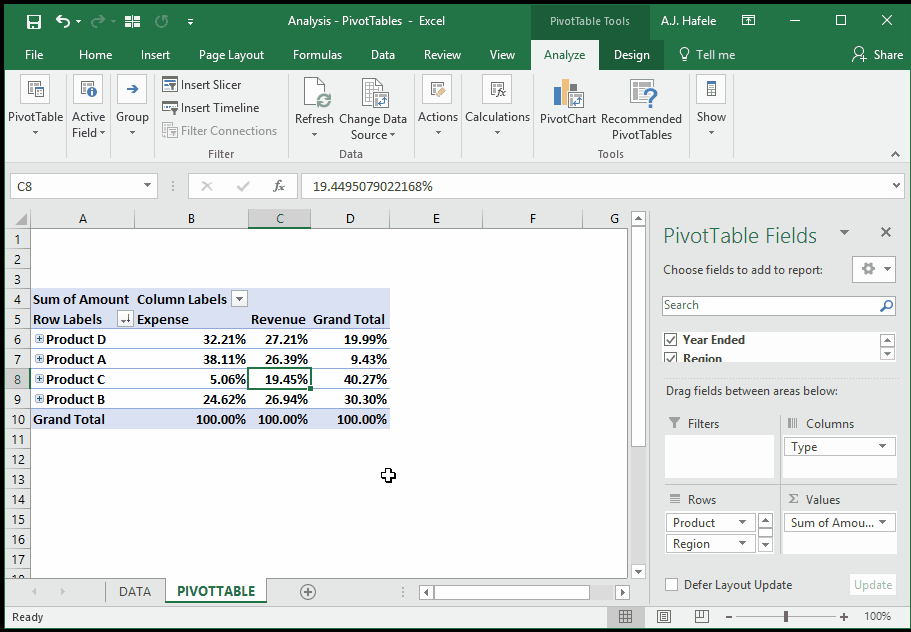 Analysis - PivotTables - Excel
PivotTable Tools
A.J. Hafele
File Home Insert Page Layout Formulas Data Review View Analyze Design Tell me Share
PivotTable
Active Field
Group
Insert Slicer
Insert Timeline
Filter Connections
Filter
Refresh
Change Data Source
Data
Actions
Calculations
PivotChart
Recommended PivotTables
Tools
Show
C8 fx 19.4495079022168%
A B C D E F G
1
2
3
4 Sum of Amount Column Labels
5 Row Labels Expense Revenue Grand Total
6 Product D 32.21% 27.21% 19.99%
7 Product A 38.11% 26.39% 9.43%
8 Product C 5.06% 19.45% 40.27%
9 Product B 24.62% 26.94% 30.30%
10 Grand Total 100.00% 100.00% 100.00%
11
12
13
14
15
16
17
18
PivotTable Fields
Choose fields to add to report:
Search
Year Ended
Region
Drag fields between areas below:
Filters
Columns
Type
Rows
Product
Region
Σ Values
Sum of Amou...
Defer Layout Update Update
DATA PIVOTTABLE
Ready
100%